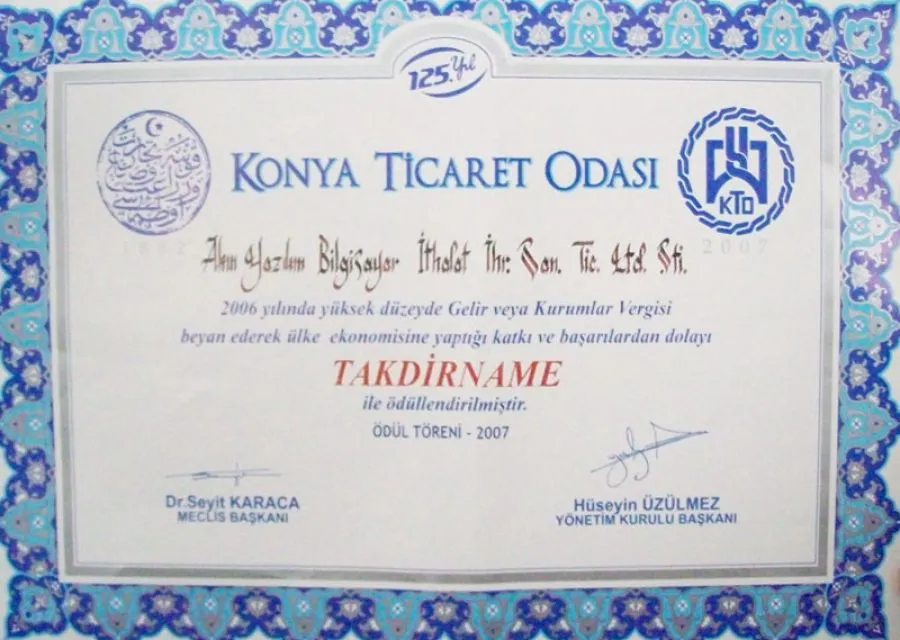 125.Yıl
KONYA TİCARET ODASI
KTO
1882
2007
Alın Yazılım Bilgisayar İthalat İhr. San. Tic. Ltd. Şti.
2006 yılında yüksek düzeyde Gelir veya Kurumlar Vergisi
beyan ederek ülke ekonomisine yaptığı katkı ve başarılardan dolayı
TAKDİRNAME
ile ödüllendirilmiştir.
ÖDÜL TÖRENİ - 2007
Dr.Seyit KARACA
MECLİS BAŞKANI
Hüseyin ÜZÜLMEZ
YÖNETİM KURULU BAŞKANI